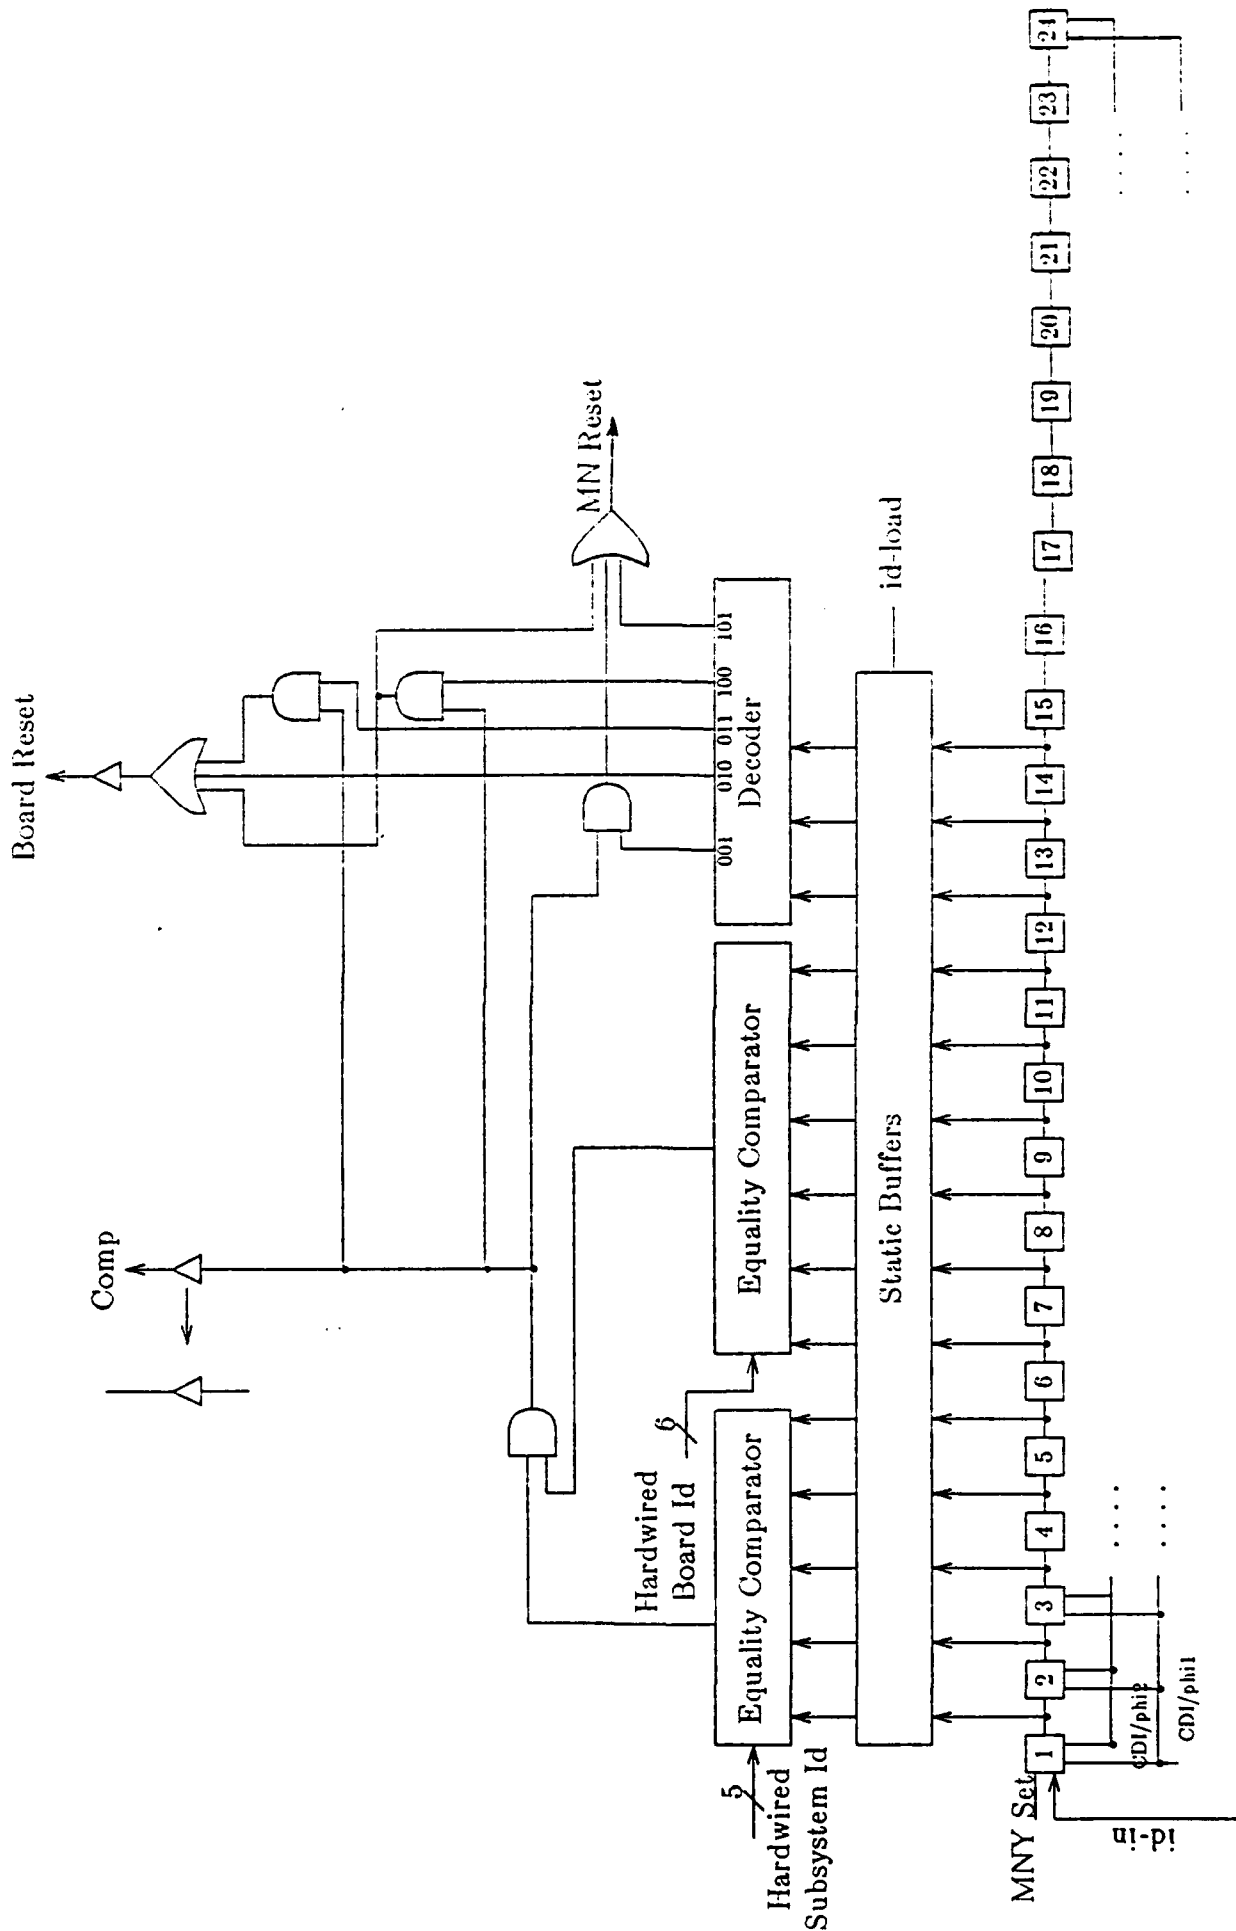 Board Reset
Comp
MN Reset
Hardwired
Board Id
6
Hardwired
Subsystem Id
5
Equality Comparator
Equality Comparator
001
010
011
100
101
Decoder
Static Buffers
id-load
MNY Set
id-in
1
2
3
4
5
6
7
8
9
10
11
12
13
14
15
16
17
18
19
20
21
22
23
24
CDI/phi2
CDI/phi1